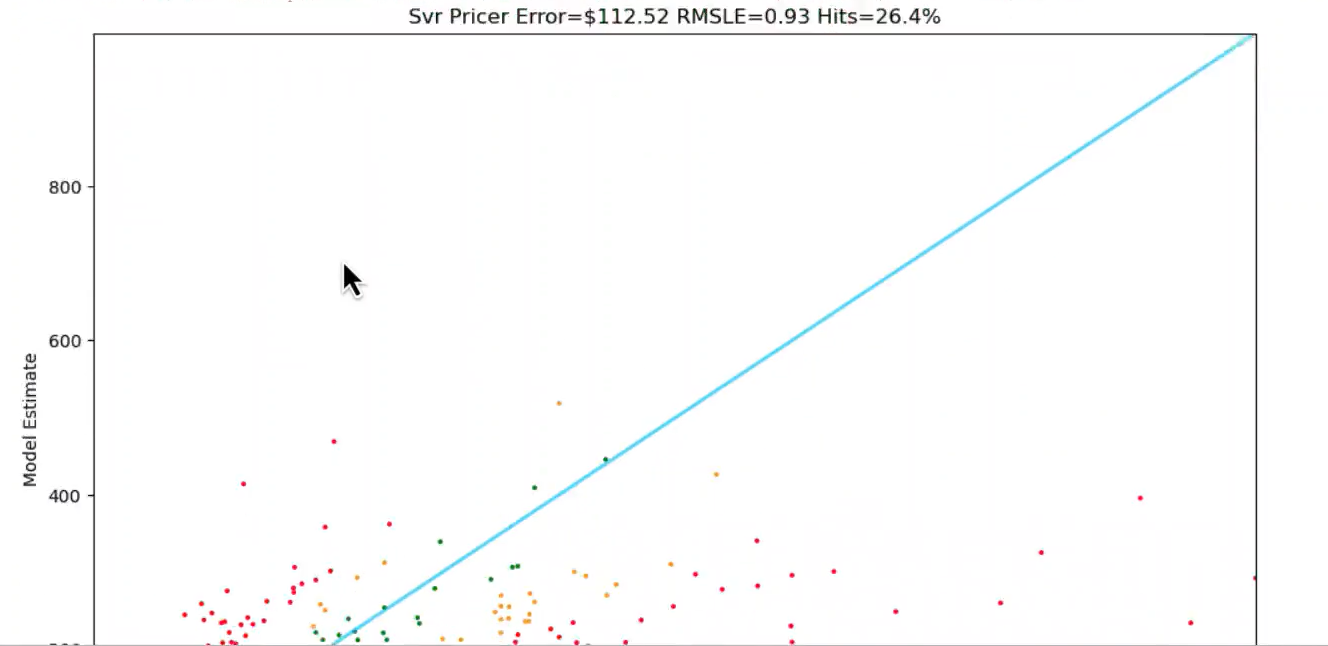 Svr Pricer Error=$112.52 RMSLE=0.93 Hits=26.4%
800
600
Model Estimate
400